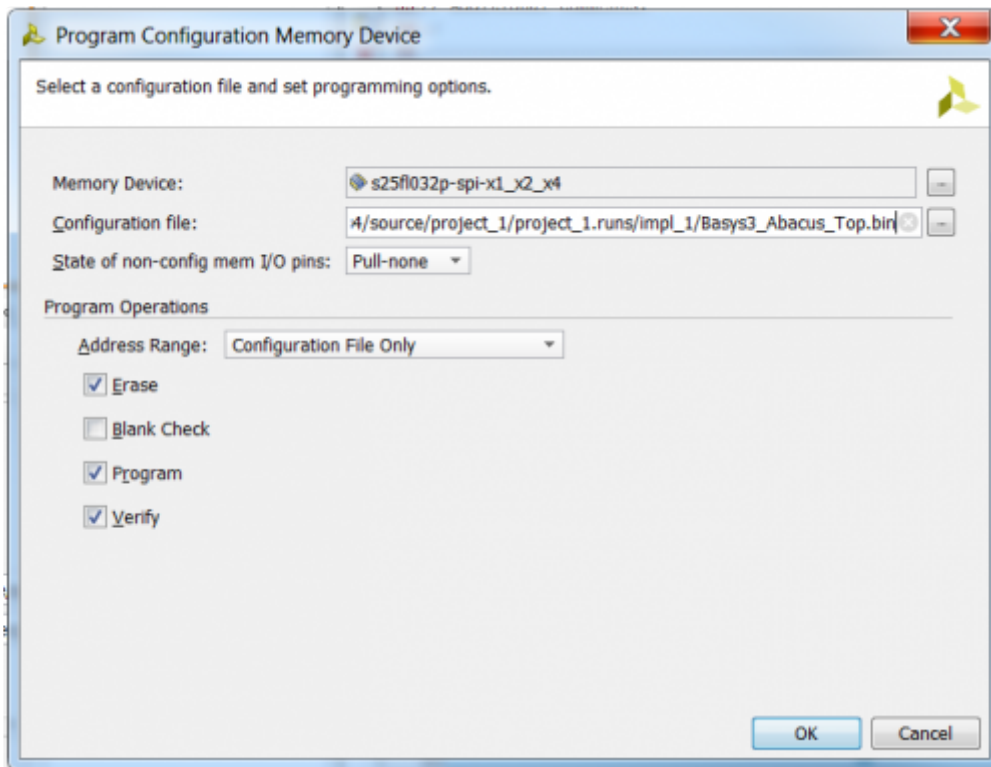 Program Configuration Memory Device
Select a configuration file and set programming options.
Memory Device: s25fl032p-spi-x1_x2_x4 ...
Configuration file: 4/source/project_1/project_1.runs/impl_1/Basys3_Abacus_Top.bin ...
State of non-config mem I/O pins: Pull-none
Program Operations
Address Range: Configuration File Only
Erase
Blank Check
Program
Verify
OK Cancel